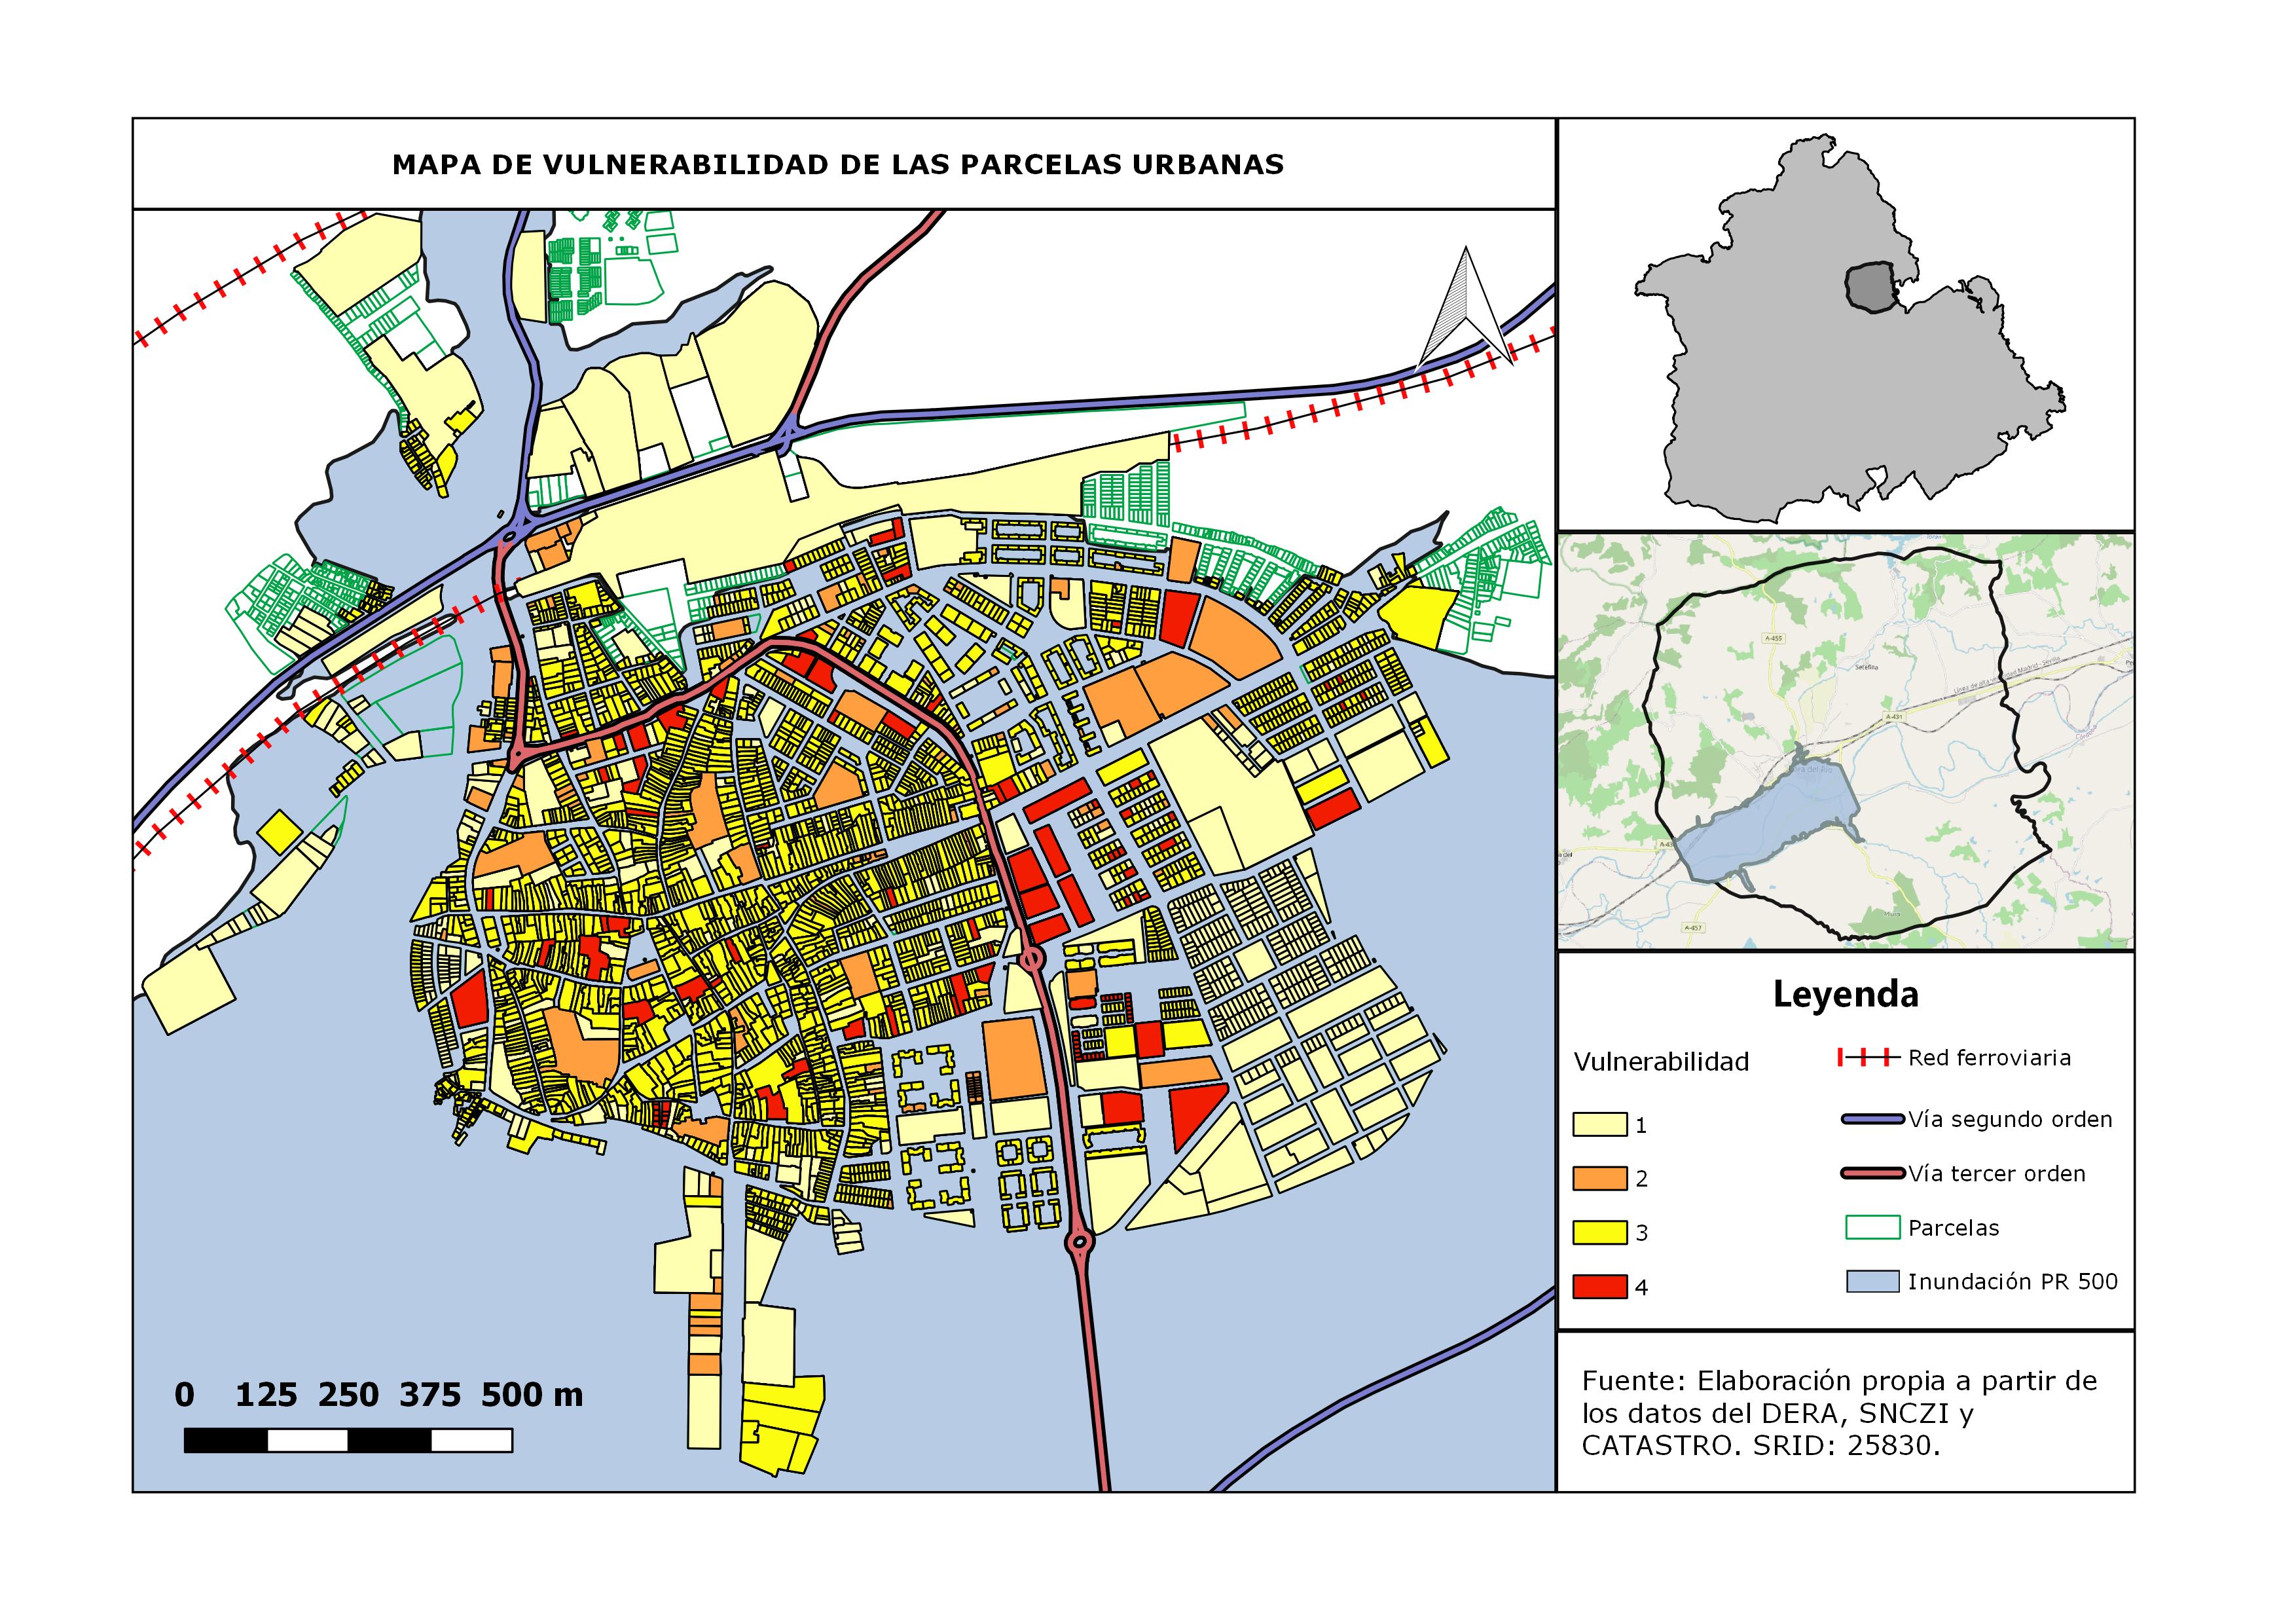 MAPA DE VULNERABILIDAD DE LAS PARCELAS URBANAS
0 125 250 375 500 m
A-455
A-431
A-457
Leyenda
Vulnerabilidad
1
2
3
4
Red ferroviaria
Vía segundo orden
Vía tercer orden
Parcelas
Inundación PR 500
Fuente: Elaboración propia a partir de
los datos del DERA, SNCZI y
CATASTRO. SRID: 25830.